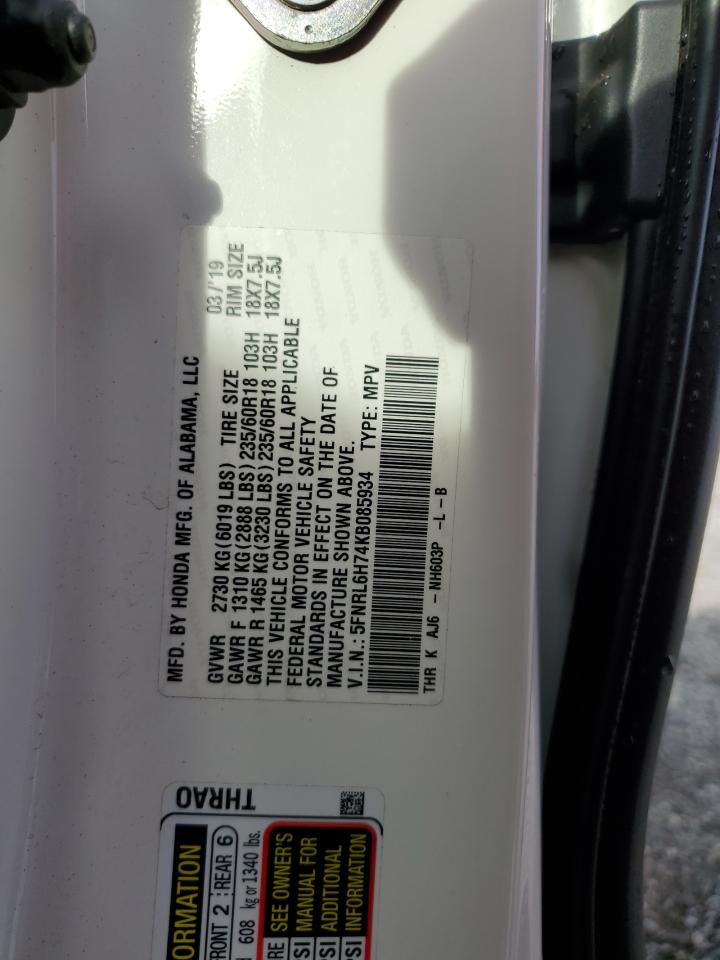 MFD. BY HONDA MFG. OF ALABAMA, LLC
03/'19
GVWR 2730 KG(6019 LBS) TIRE SIZE RIM SIZE
GAWR F 1310 KG(2888 LBS)235/60R18 103H 18X7.5J
GAWR R 1465 KG(3230 LBS)235/60R18 103H 18X7.5J
THIS VEHICLE CONFORMS TO ALL APPLICABLE
FEDERAL MOTOR VEHICLE SAFETY
STANDARDS IN EFFECT ON THE DATE OF
MANUFACTURE SHOWN ABOVE.
V.I.N.: 5FNRL6H74KB085934 TYPE: MPV
THR K AJ6 - NH603P -L -B
THRA0
ORMATION
FRONT 2 REAR 6
608 kg or 1340 lbs.
SEE OWNER'S
MANUAL FOR
ADDITIONAL
INFORMATION